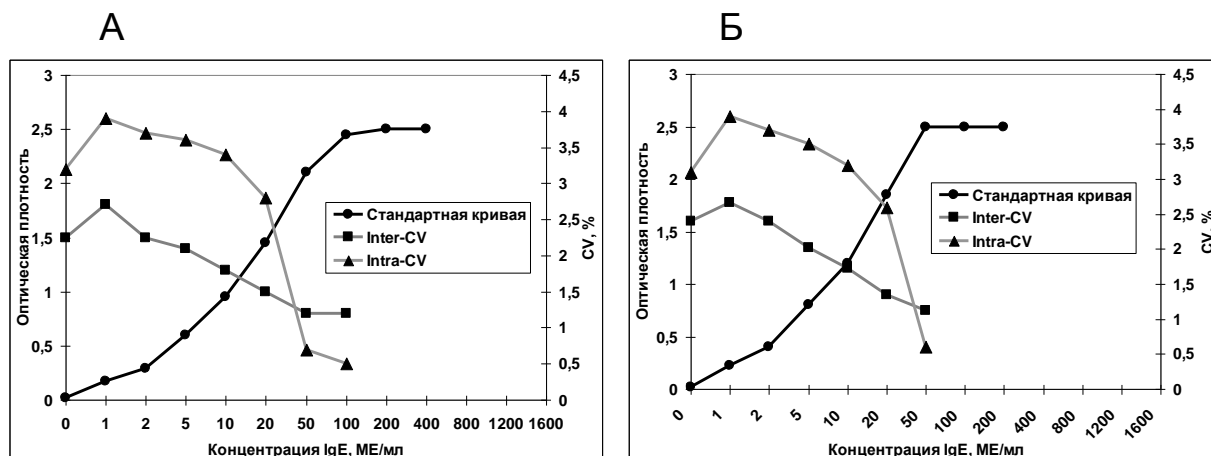 А
3
2,5
2
1,5
1
0,5
0
Оптическая плотность
4,5
4
3,5
3
2,5
2
1,5
1
0,5
0
CV, %
Стандартная кривая
Inter-CV
Intra-CV
0 1 2 5 10 20 50 100 200 400 800 1200 1600
Концентрация IgE, МЕ/мл
Б
3
2,5
2
1,5
1
0,5
0
Оптическая плотность
4,5
4
3,5
3
2,5
2
1,5
1
0,5
0
CV, %
Стандартная кривая
Inter-CV
Intra-CV
0 1 2 5 10 20 50 100 200 400 800 1200 1600
Концентрация IgE, МЕ/мл